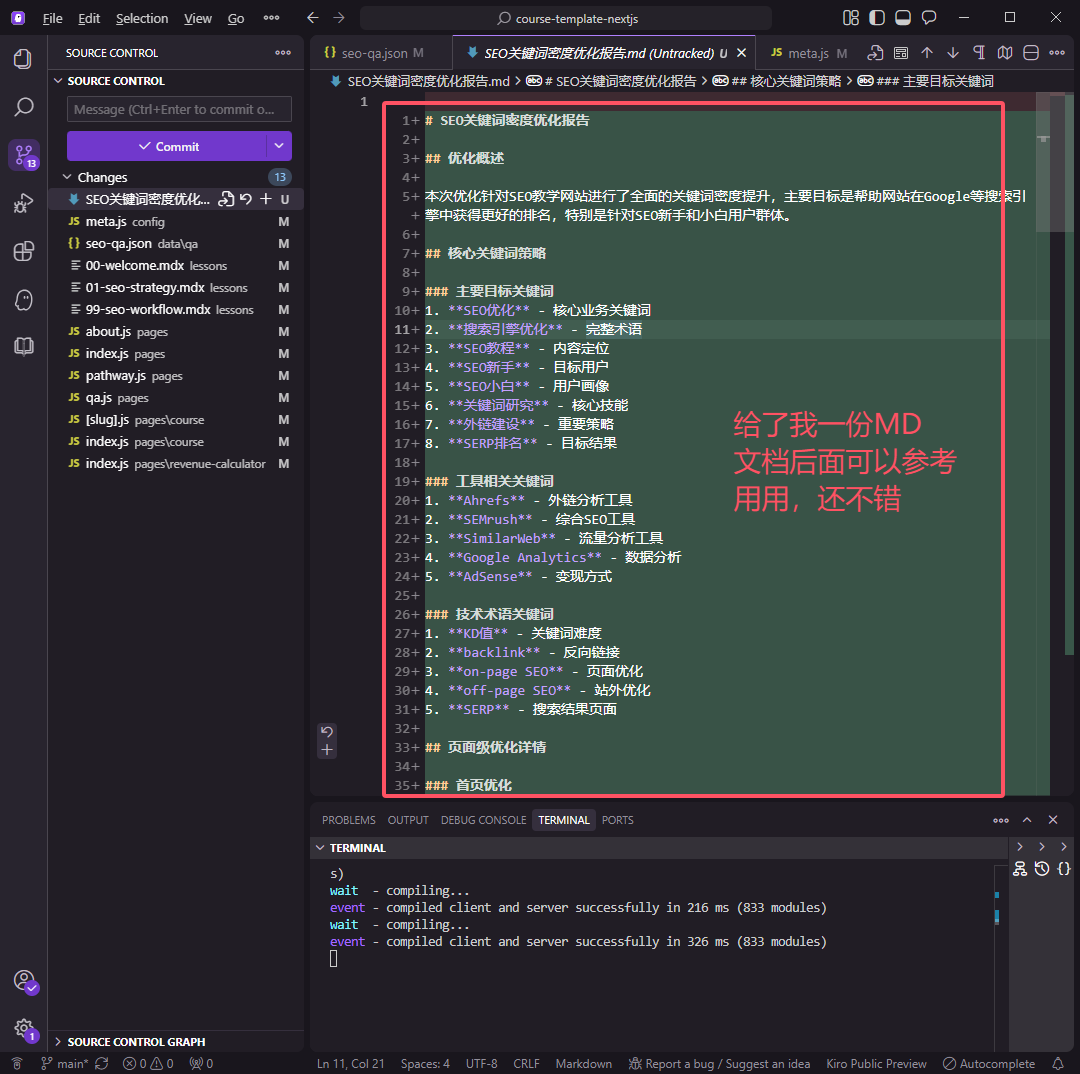 File Edit Selection View Go
course-template-nextjs
SOURCE CONTROL
SOURCE CONTROL
Message (Ctrl+Enter to commit o...
Commit
Changes 13
SEO关键词密度优化... U
meta.js config M
seo-qa.json data\qa M
00-welcome.mdx lessons M
01-seo-strategy.mdx lessons M
99-seo-workflow.mdx lessons M
about.js pages M
index.js pages M
pathway.js pages M
qa.js pages M
[slug].js pages\course M
index.js pages\course M
index.js pages\revenue-calculator M
SOURCE CONTROL GRAPH
13
1
seo-qa.json M
SEO关键词密度优化报告.md (Untracked) U
meta.js M
SEO关键词密度优化报告.md > # SEO关键词密度优化报告 > ## 核心关键词策略 > ### 主要目标关键词
1
1+ # SEO关键词密度优化报告
2+
3+ ## 优化概述
4+
5+ 本次优化针对SEO教学网站进行了全面的关键词密度提升，主要目标是帮助网站在Google等搜索引
+ 擎中获得更好的排名，特别是针对SEO新手和小白用户群体。
6+
7+ ## 核心关键词策略
8+
9+ ### 主要目标关键词
10+ 1. **SEO优化** - 核心业务关键词
11+ 2. **搜索引擎优化** - 完整术语
12+ 3. **SEO教程** - 内容定位
13+ 4. **SEO新手** - 目标用户
14+ 5. **SEO小白** - 用户画像
15+ 6. **关键词研究** - 核心技能
16+ 7. **外链建设** - 重要策略
17+ 8. **SERP排名** - 目标结果
18+
19+ ### 工具相关关键词
20+ 1. **Ahrefs** - 外链分析工具
21+ 2. **SEMrush** - 综合SEO工具
22+ 3. **SimilarWeb** - 流量分析工具
23+ 4. **Google Analytics** - 数据分析
24+ 5. **AdSense** - 变现方式
25+
26+ ### 技术术语关键词
27+ 1. **KD值** - 关键词难度
28+ 2. **backlink** - 反向链接
29+ 3. **on-page SEO** - 页面优化
30+ 4. **off-page SEO** - 站外优化
31+ 5. **SERP** - 搜索结果页面
32+
33+ ## 页面级优化详情
34+
35+ ### 首页优化
给了我一份MD
文档后面可以参考
用用，还不错
PROBLEMS OUTPUT DEBUG CONSOLE TERMINAL PORTS
TERMINAL
s)
wait - compiling...
event - compiled client and server successfully in 216 ms (833 modules)
wait - compiling...
event - compiled client and server successfully in 326 ms (833 modules)
main* 0 0 0 Ln 11, Col 21 Spaces: 4 UTF-8 CRLF Markdown Report a bug / Suggest an idea Kiro Public Preview Autocomplete